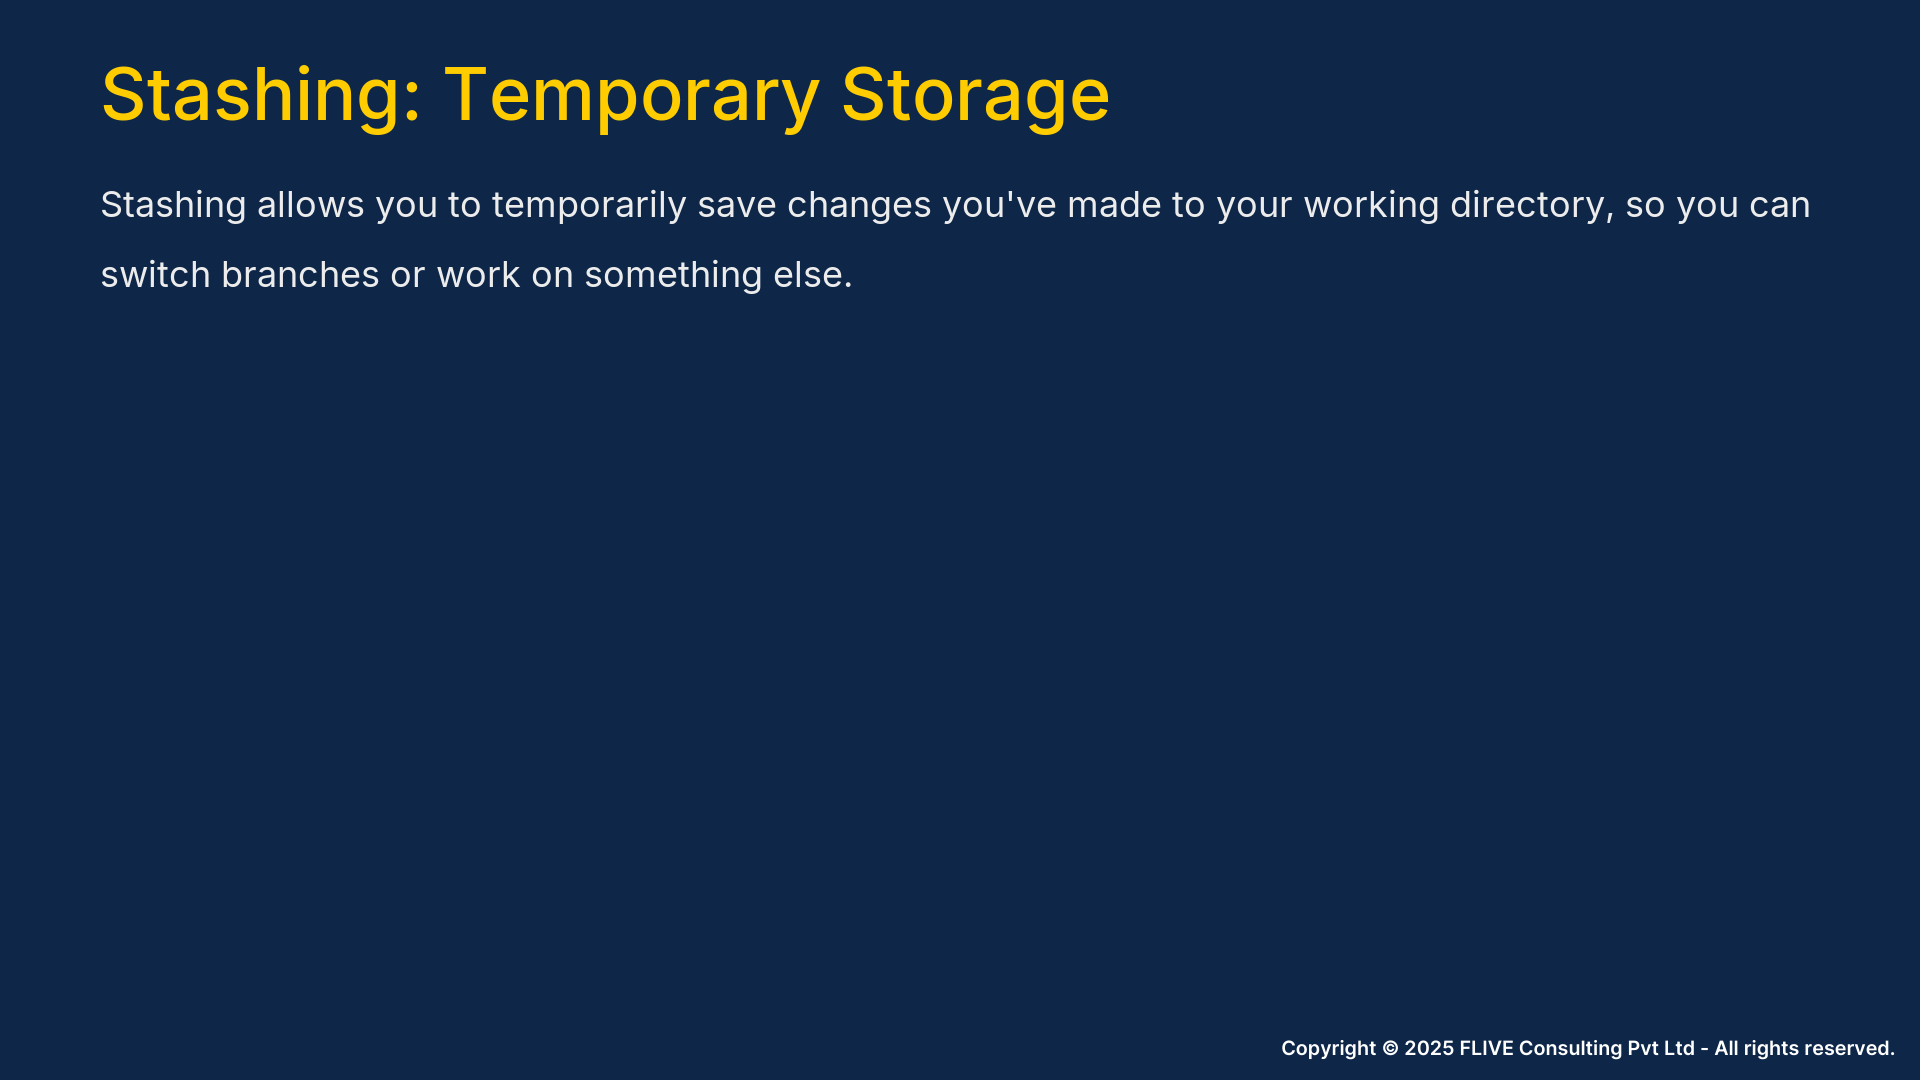 Stashing: Temporary Storage
Stashing allows you to temporarily save changes you've made to your working directory, so you can
switch branches or work on something else.
Copyright © 2025 FLIVE Consulting Pvt Ltd - All rights reserved.